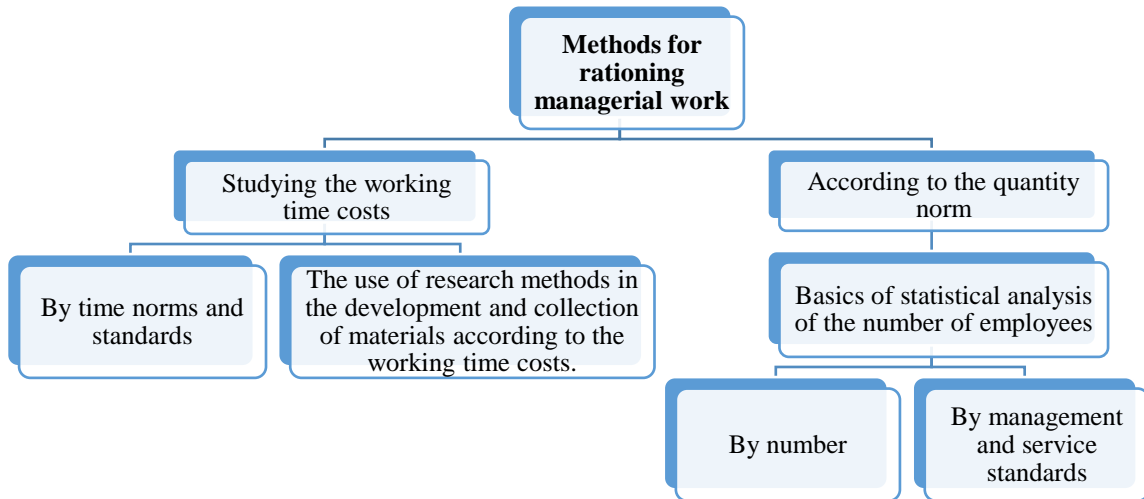 Methods for
rationing
managerial work
Studying the working
time costs
According to the quantity
norm
By time norms and
standards
The use of research methods in
the development and collection
of materials according to the
working time costs.
Basics of statistical analysis
of the number of employees
By number
By management
and service
standards